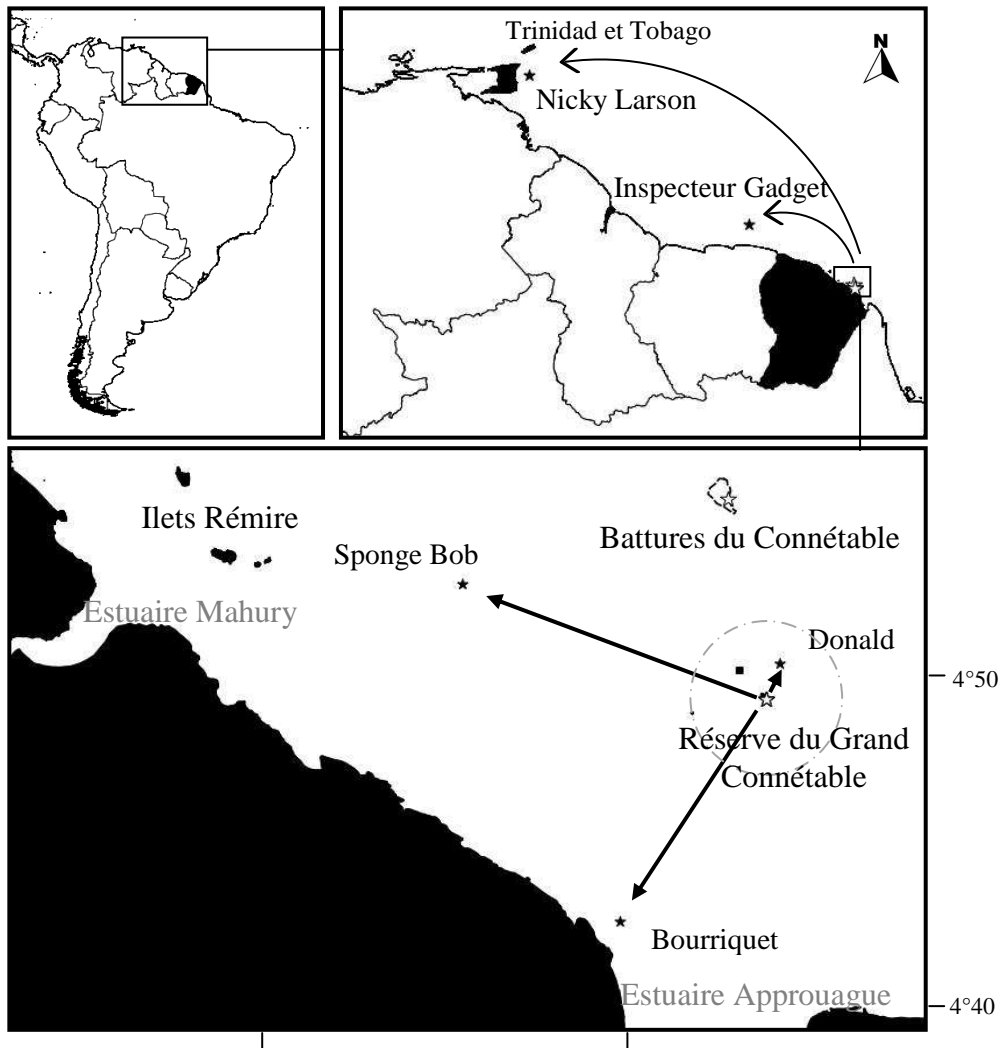 Trinidad et Tobago
N
Nicky Larson
Inspecteur Gadget
Ilets Rémire
Battures du Connétable
Sponge Bob
Estuaire Mahury
Donald
4°50
Réserve du Grand
Connétable
Bourriquet
Estuaire Approuague
4°40